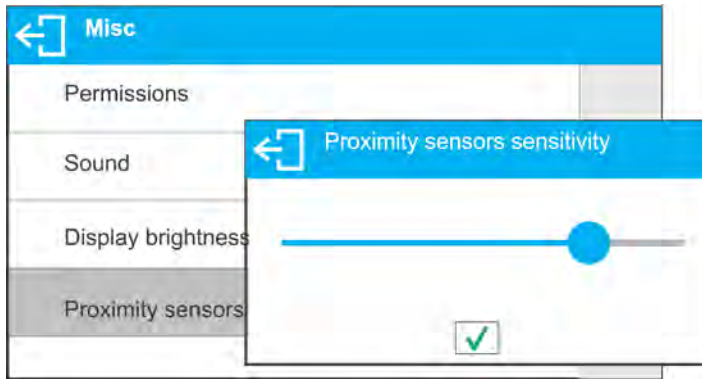 Misc
Permissions
Sound
Proximity sensors sensitivity
Display brightness
Proximity sensors